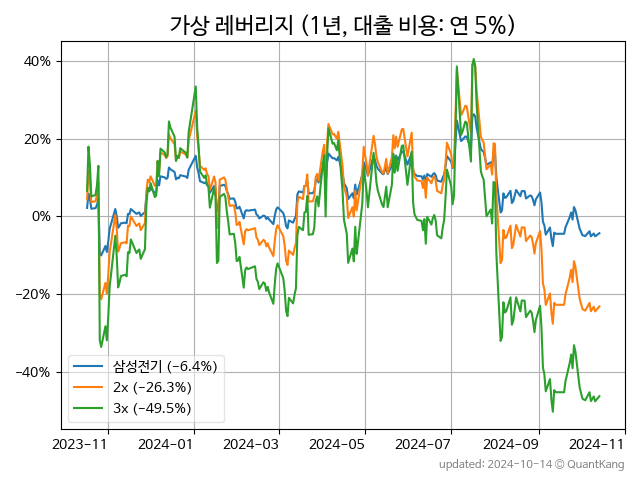 가상 레버리지 (1년, 대출 비용: 연 5%)
40%
20%
0%
−20%
−40%
삼성전기 (−6.4%)
2x (−26.3%)
3x (−49.5%)
2023-11 2024-01 2024-03 2024-05 2024-07 2024-09 2024-11
updated: 2024-10-14 © QuantKang